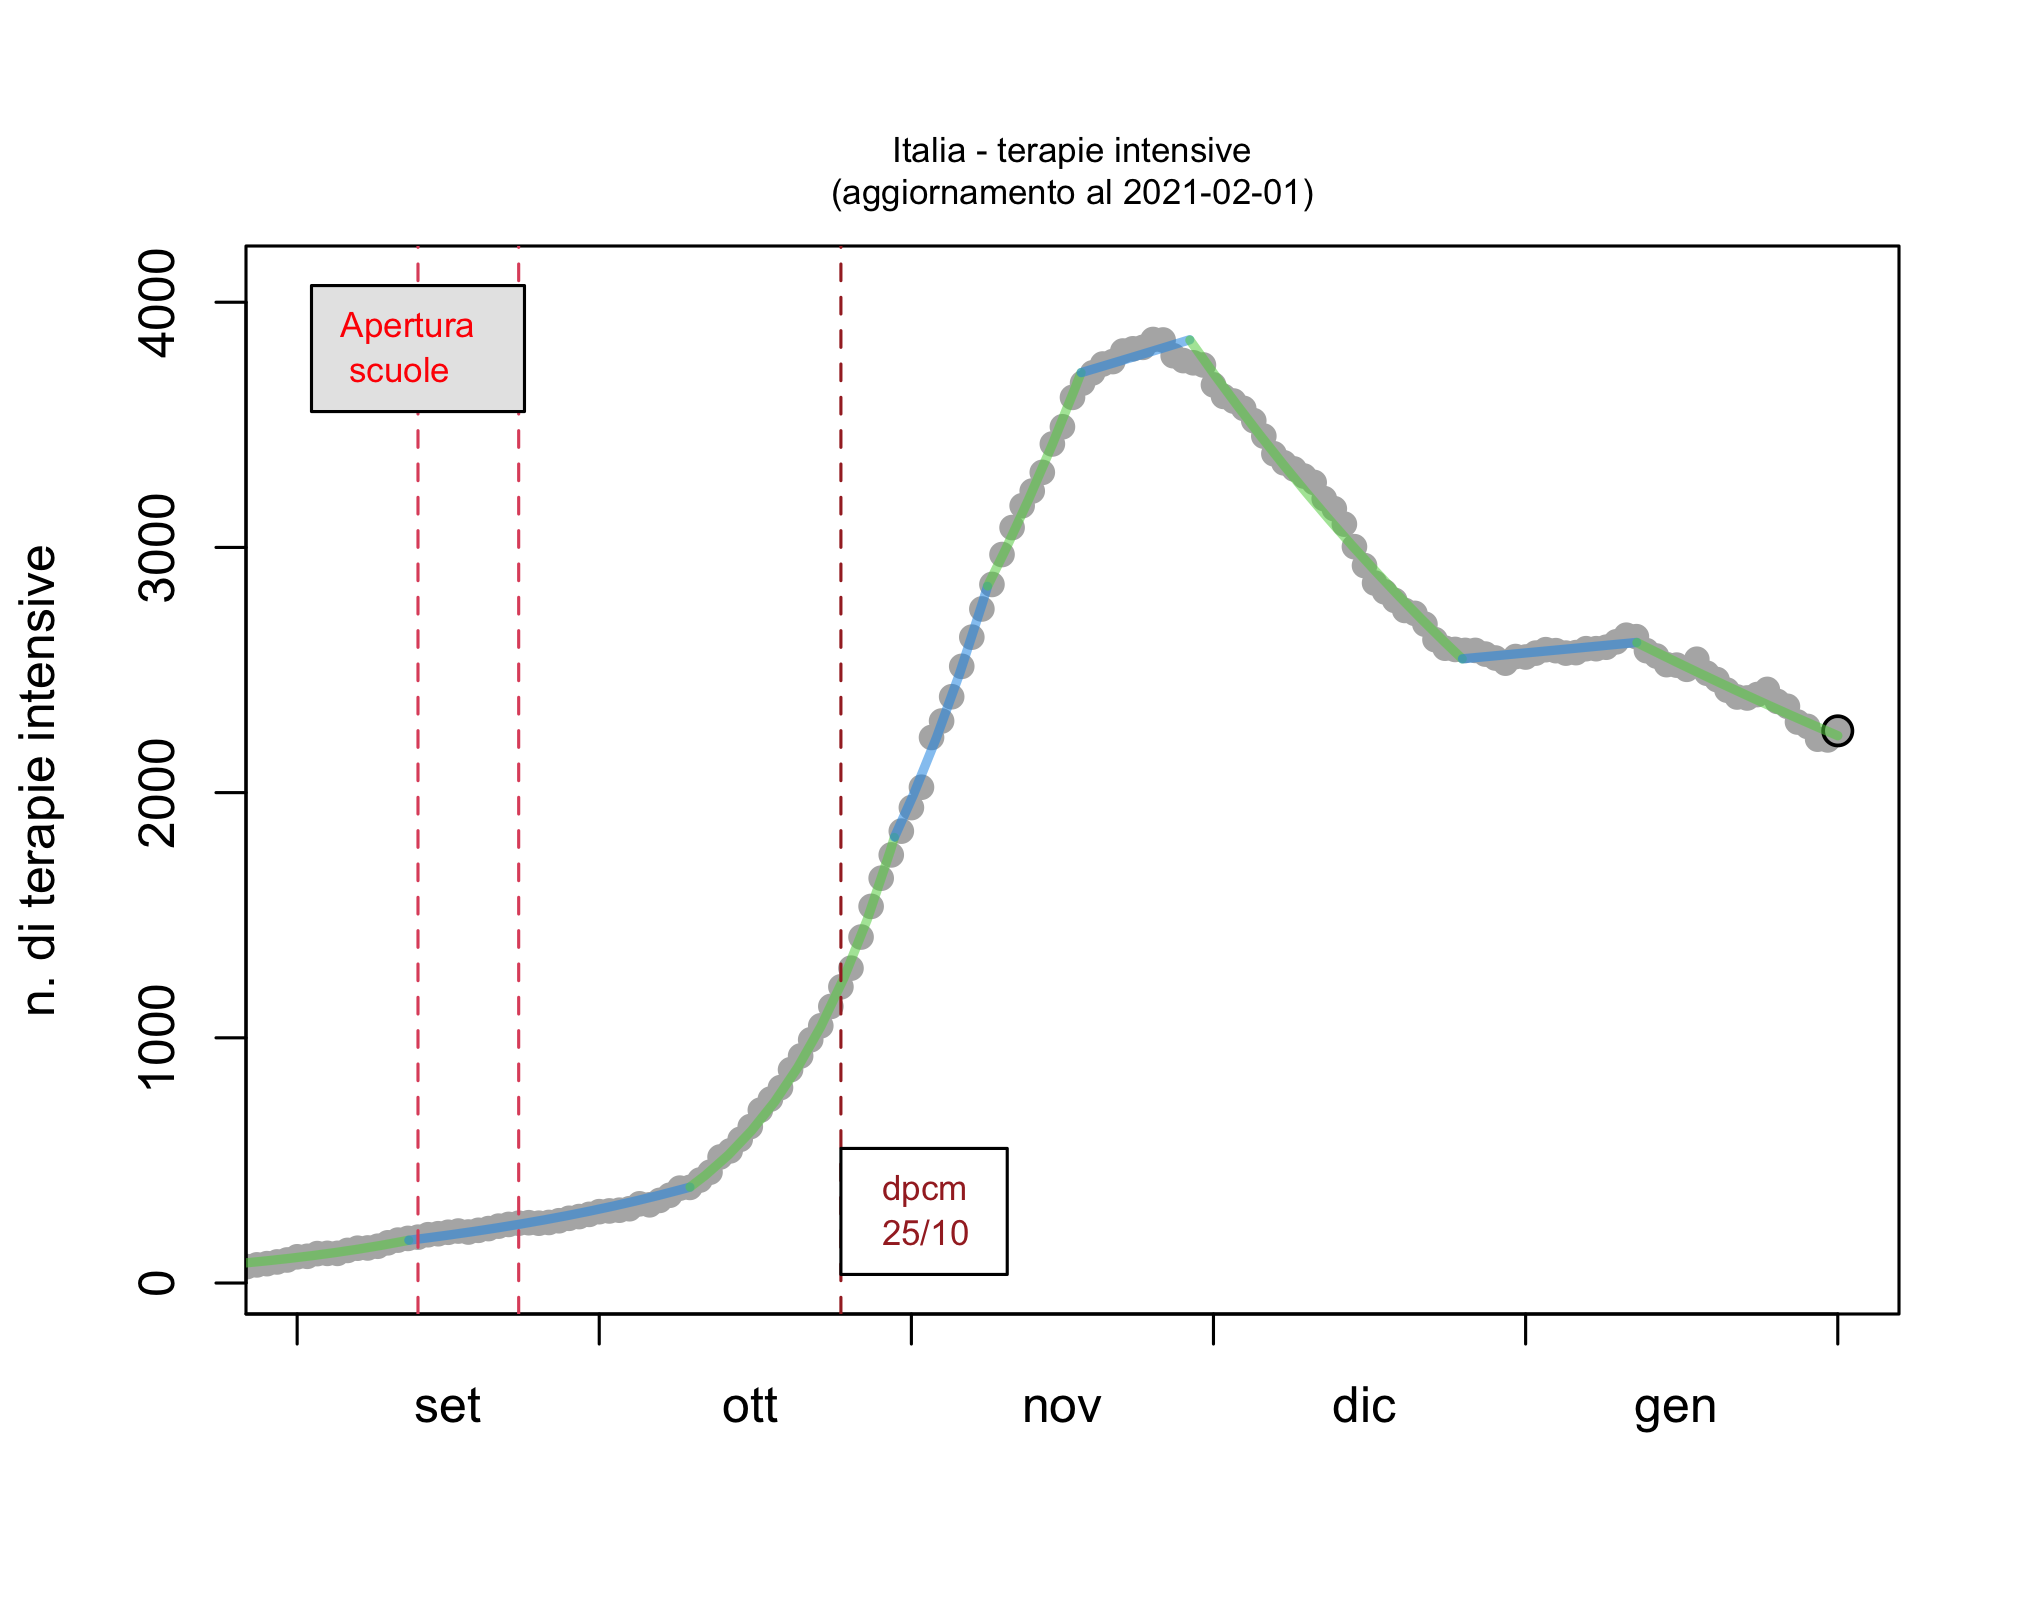 Italia - terapie intensive
(aggiornamento al 2021-02-01)
n. di terapie intensive
4000
3000
2000
1000
0
Apertura
scuole
dpcm
25/10
set
ott
nov
dic
gen